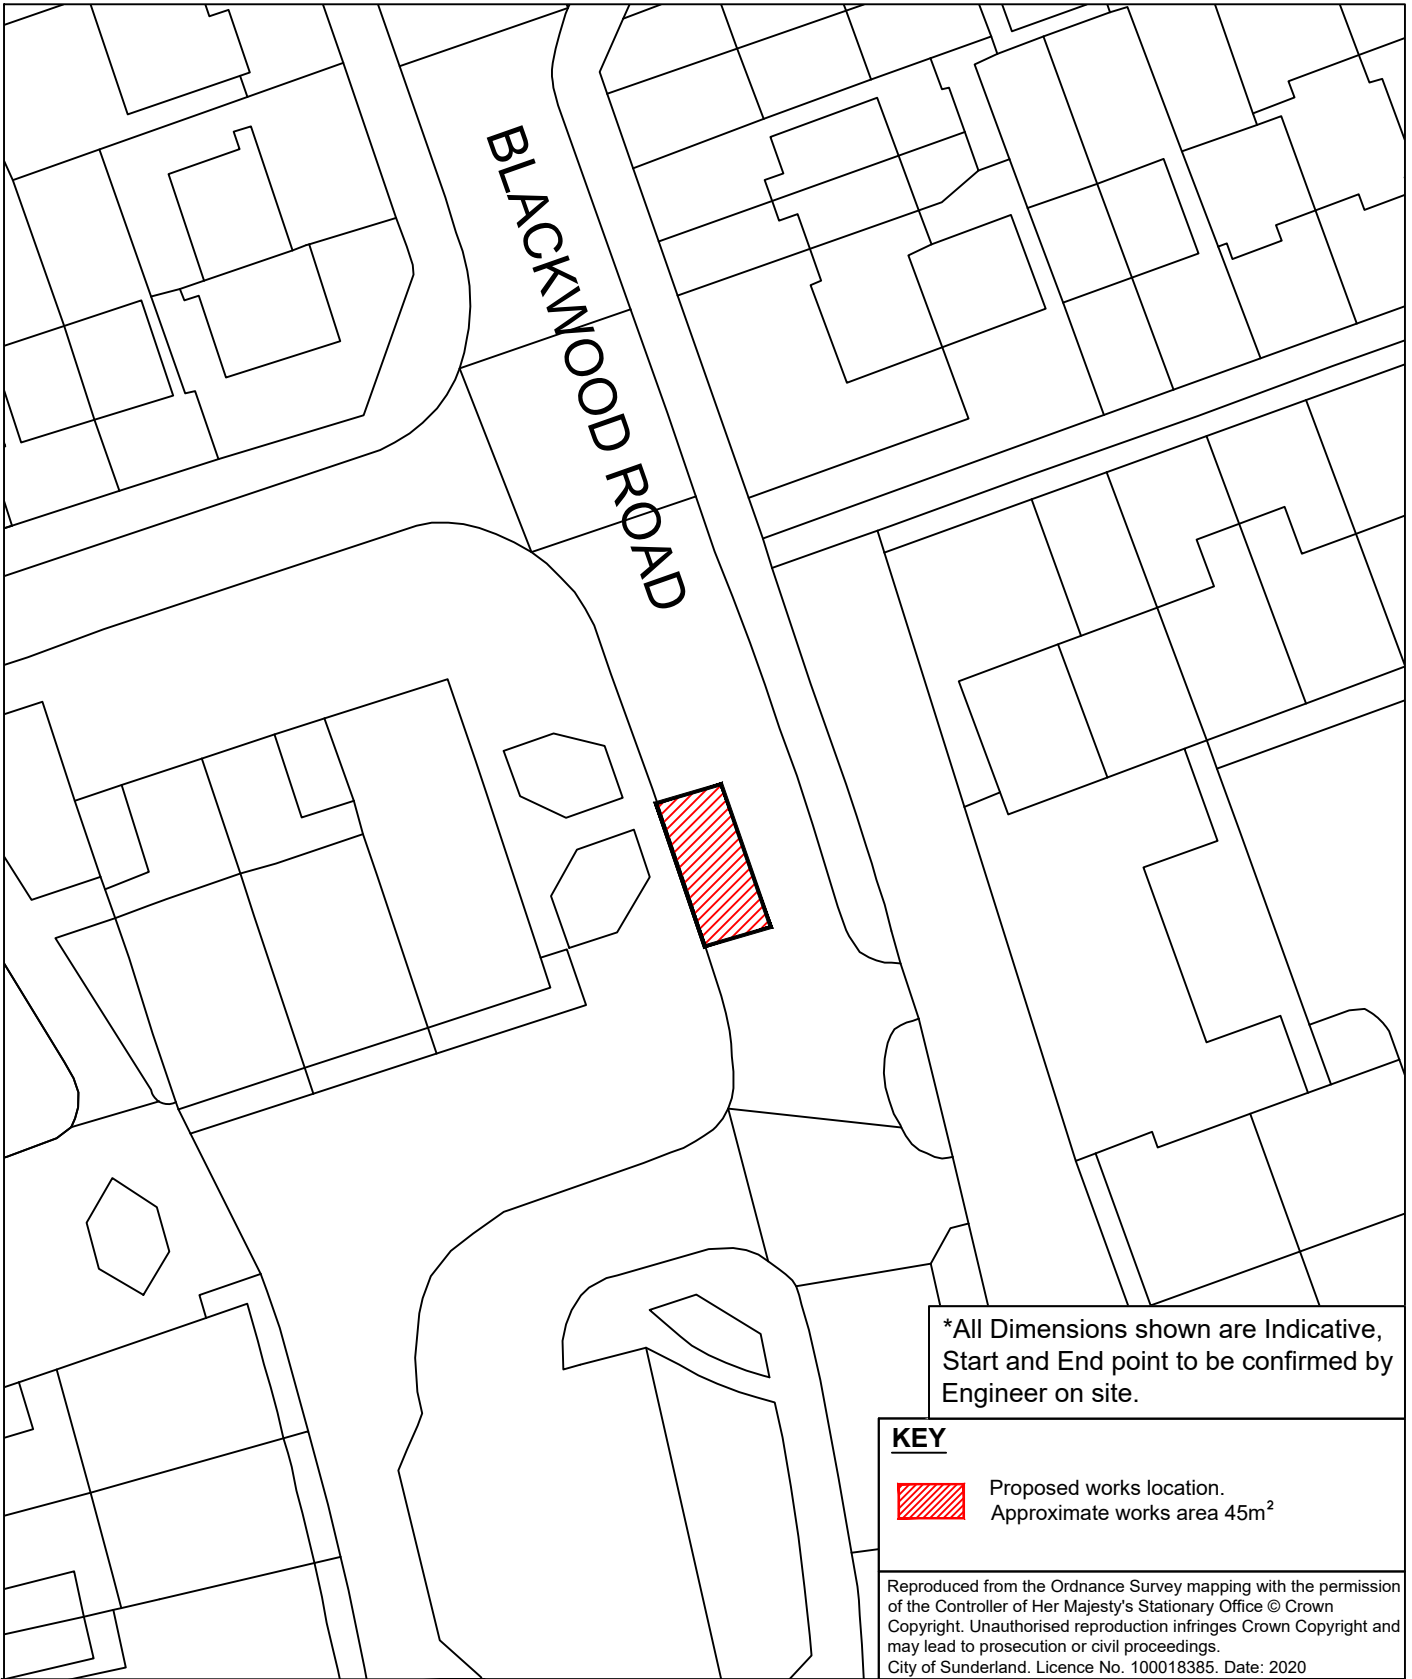 BLACKWOOD ROAD
*All Dimensions shown are Indicative,
Start and End point to be confirmed by
Engineer on site.
KEY
Proposed works location.
Approximate works area 45m²
Reproduced from the Ordnance Survey mapping with the permission
of the Controller of Her Majesty's Stationary Office © Crown
Copyright. Unauthorised reproduction infringes Crown Copyright and
may lead to prosecution or civil proceedings.
City of Sunderland. Licence No. 100018385. Date: 2020